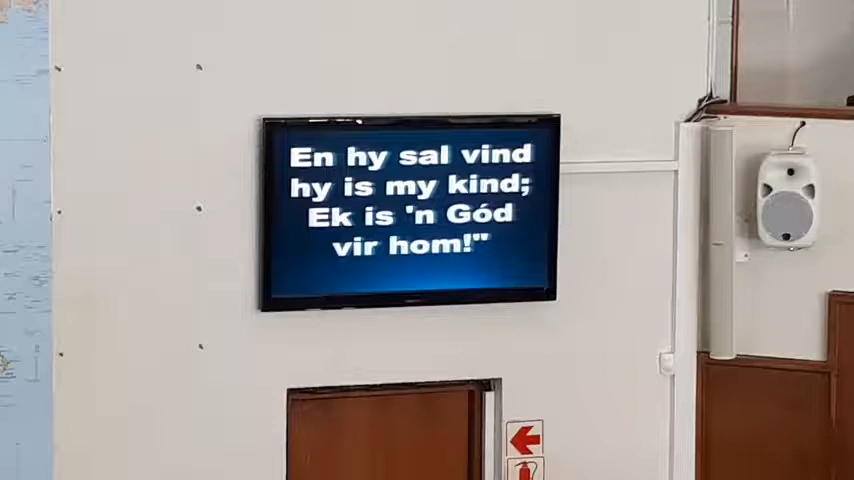 En hy sal vind
hy is my kind;
Ek is 'n Gód
vir hom!"